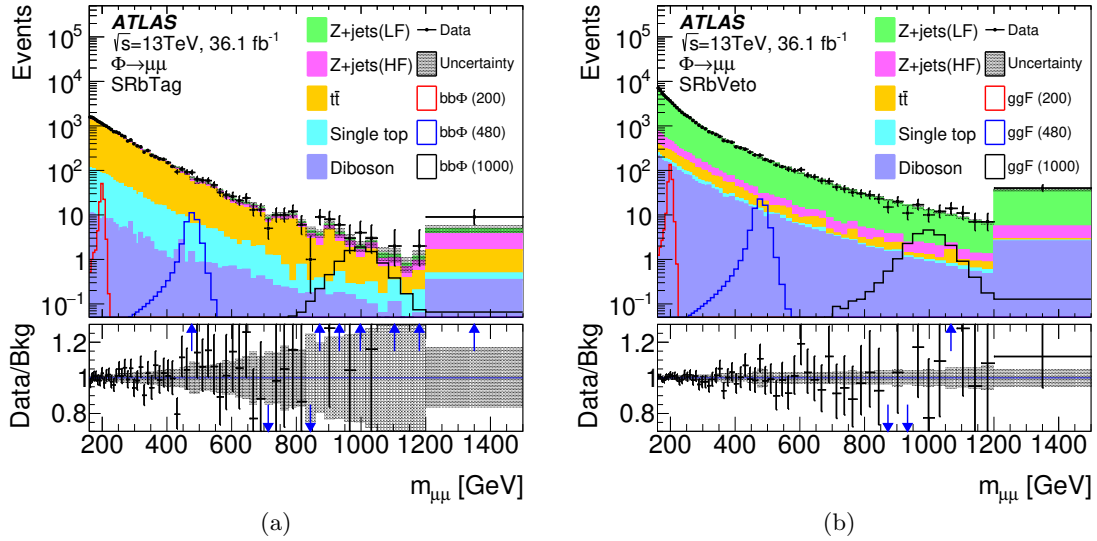 ATLAS
√s=13TeV, 36.1 fb⁻¹
Φ→μμ
SRbTag
Z+jets(LF)
Z+jets(HF)
tt̄
Single top
Diboson
Data
Uncertainty
bbΦ (200)
bbΦ (480)
bbΦ (1000)
Events
10⁵
10⁴
10³
10²
10
1
10⁻¹
Data/Bkg
1.2
1
0.8
200 400 600 800 1000 1200 1500
m_μμ [GeV]
(a)
ATLAS
√s=13TeV, 36.1 fb⁻¹
Φ→μμ
SRbVeto
Z+jets(LF)
Z+jets(HF)
tt̄
Single top
Diboson
Data
Uncertainty
ggF (200)
ggF (480)
ggF (1000)
Events
10⁵
10⁴
10³
10²
10
1
10⁻¹
Data/Bkg
1.2
1
0.8
200 400 600 800 1000 1200 1500
m_μμ [GeV]
(b)